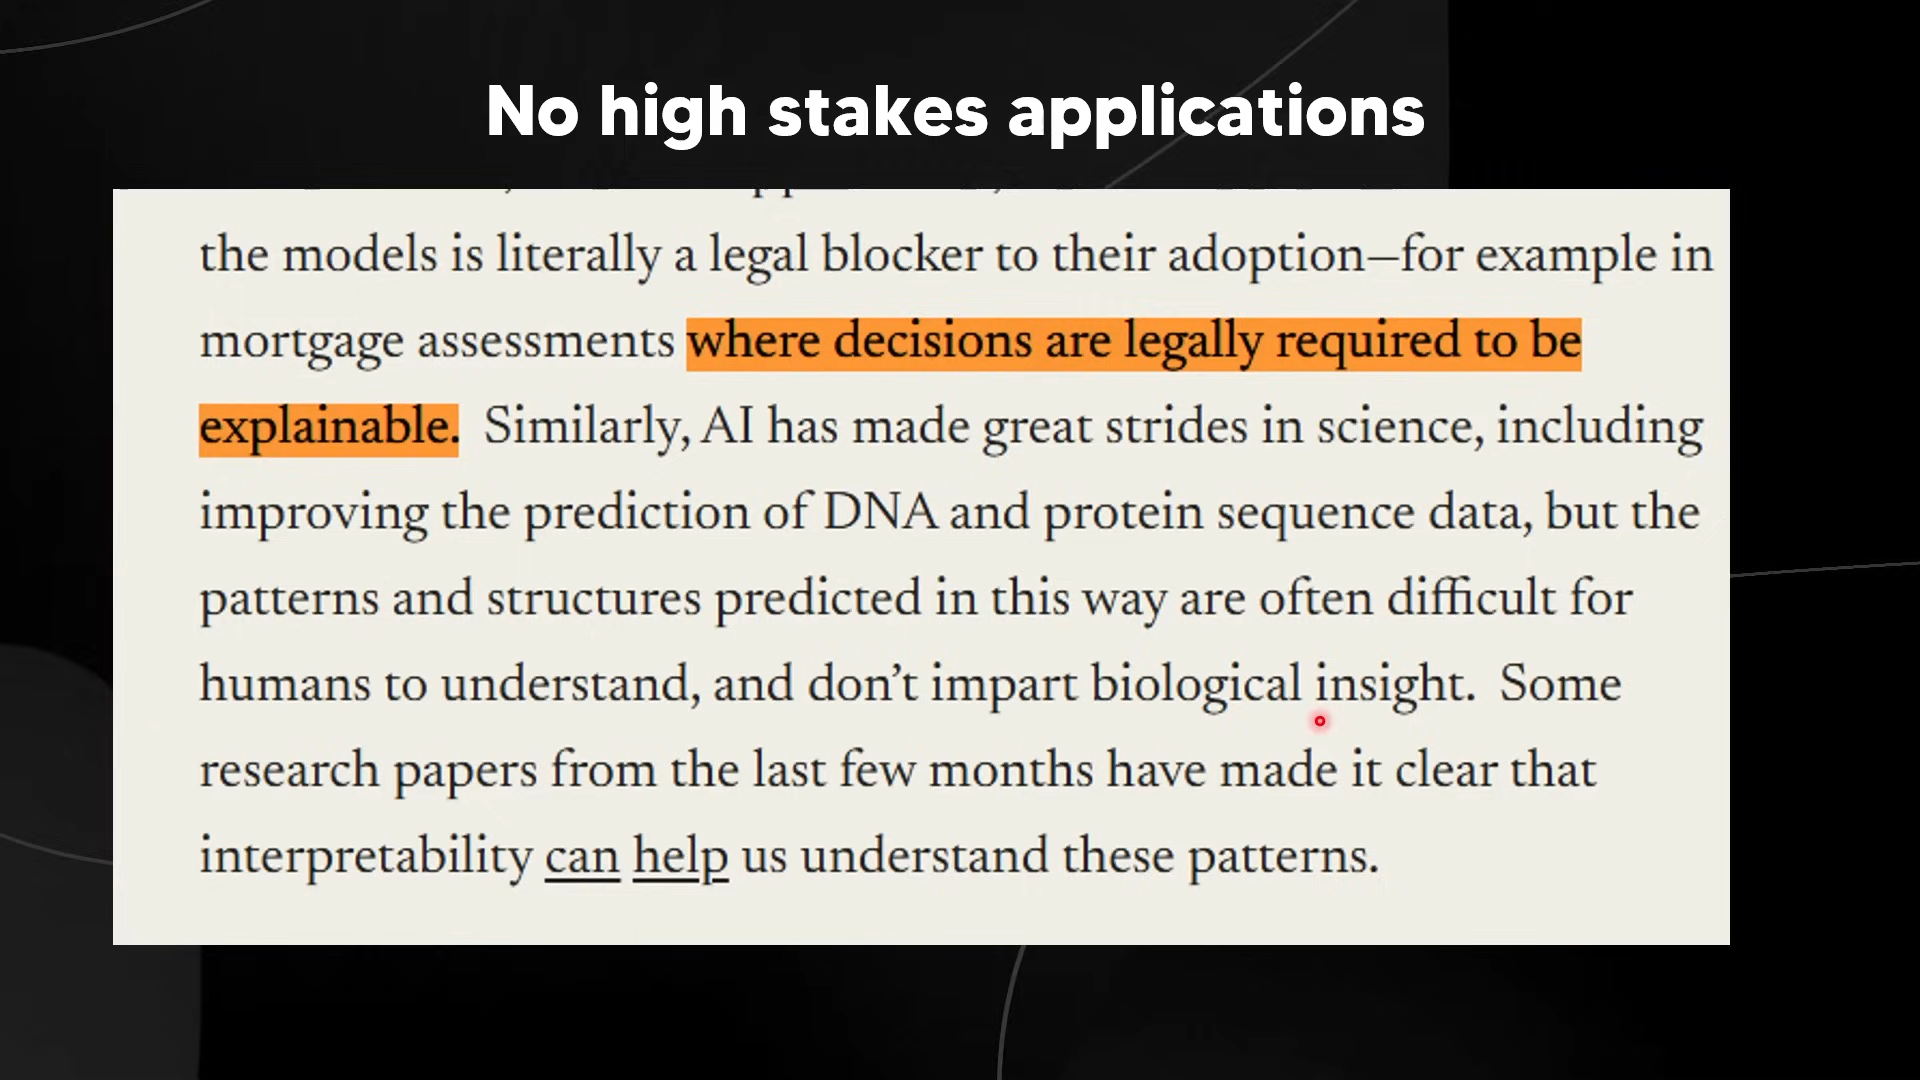 No high stakes applications
the models is literally a legal blocker to their adoption—for example in
mortgage assessments where decisions are legally required to be
explainable. Similarly, AI has made great strides in science, including
improving the prediction of DNA and protein sequence data, but the
patterns and structures predicted in this way are often difficult for
humans to understand, and don’t impart biological insight. Some
research papers from the last few months have made it clear that
interpretability can help us understand these patterns.